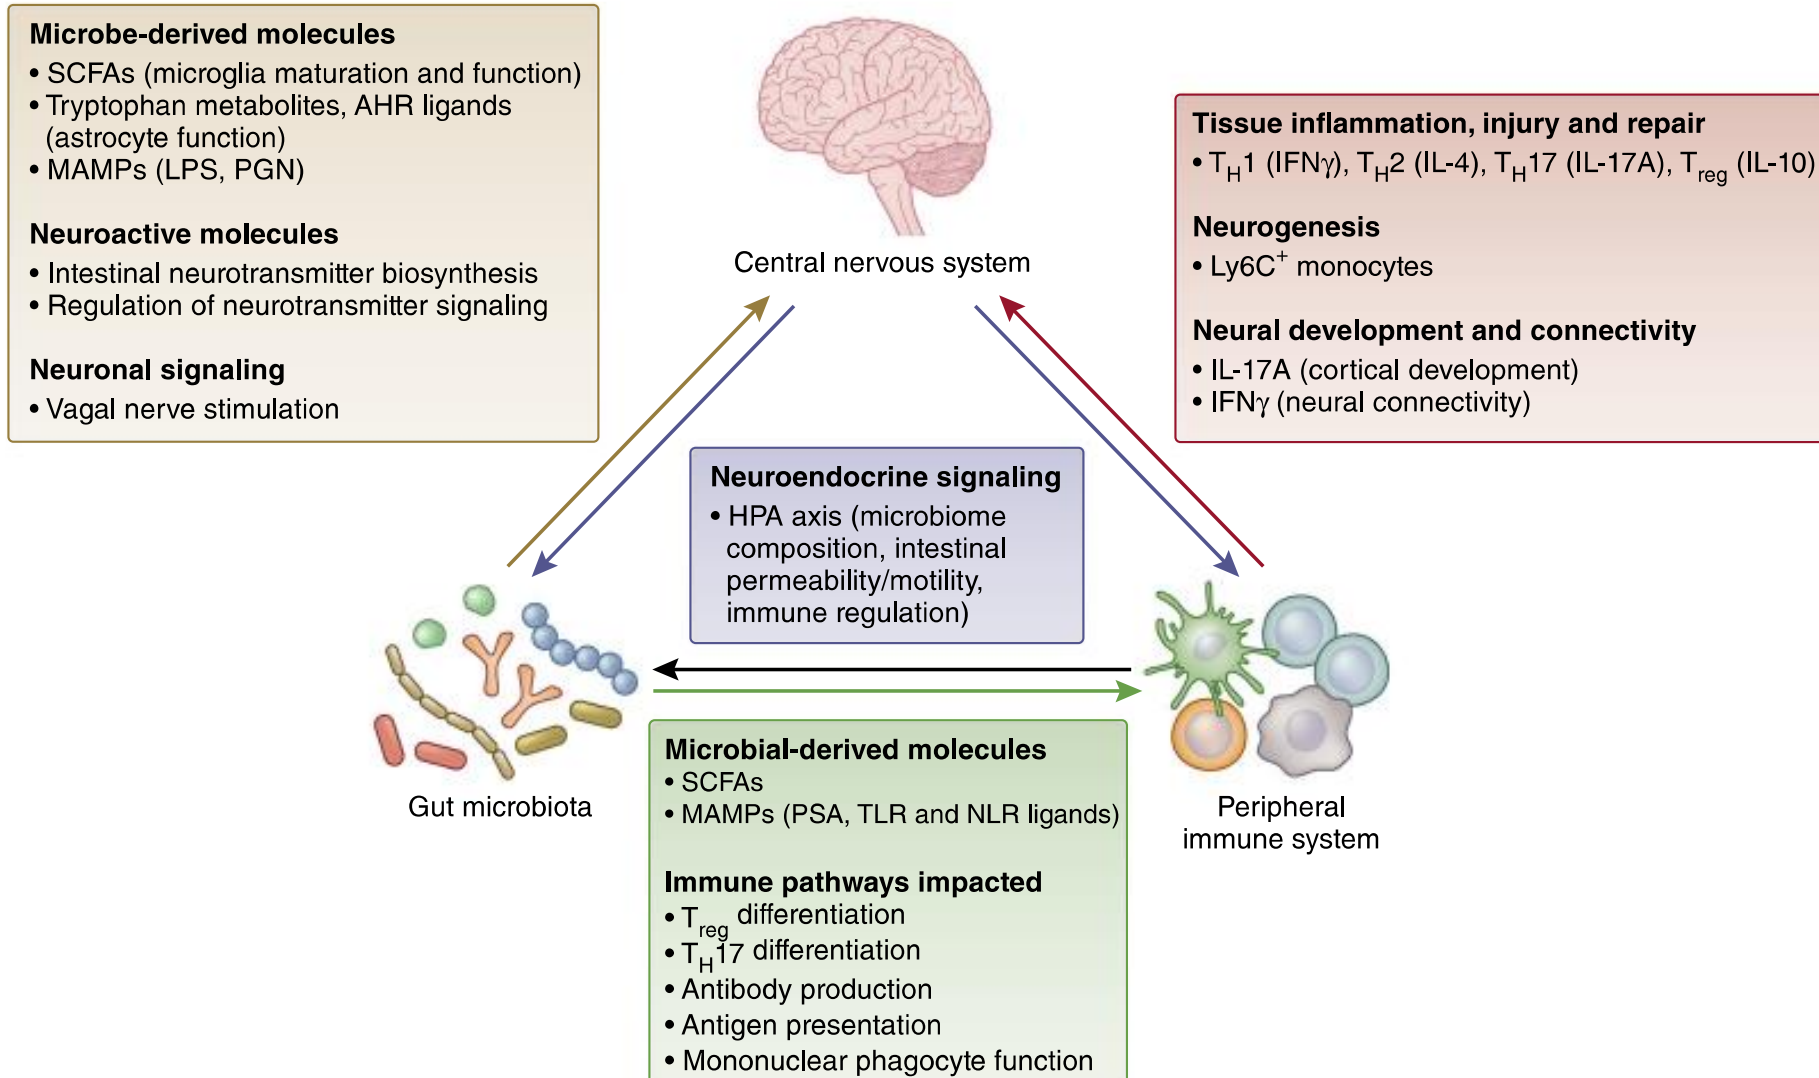 Microbe-derived molecules
• SCFAs (microglia maturation and function)
• Tryptophan metabolites, AHR ligands
(astrocyte function)
• MAMPs (LPS, PGN)
Neuroactive molecules
• Intestinal neurotransmitter biosynthesis
• Regulation of neurotransmitter signaling
Neuronal signaling
• Vagal nerve stimulation
Central nervous system
Tissue inflammation, injury and repair
• TH1 (IFNγ), TH2 (IL-4), TH17 (IL-17A), Treg (IL-10)
Neurogenesis
• Ly6C+ monocytes
Neural development and connectivity
• IL-17A (cortical development)
• IFNγ (neural connectivity)
Neuroendocrine signaling
• HPA axis (microbiome
composition, intestinal
permeability/motility,
immune regulation)
Gut microbiota
Microbial-derived molecules
• SCFAs
• MAMPs (PSA, TLR and NLR ligands)
Immune pathways impacted
• Treg differentiation
• TH17 differentiation
• Antibody production
• Antigen presentation
• Mononuclear phagocyte function
Peripheral
immune system